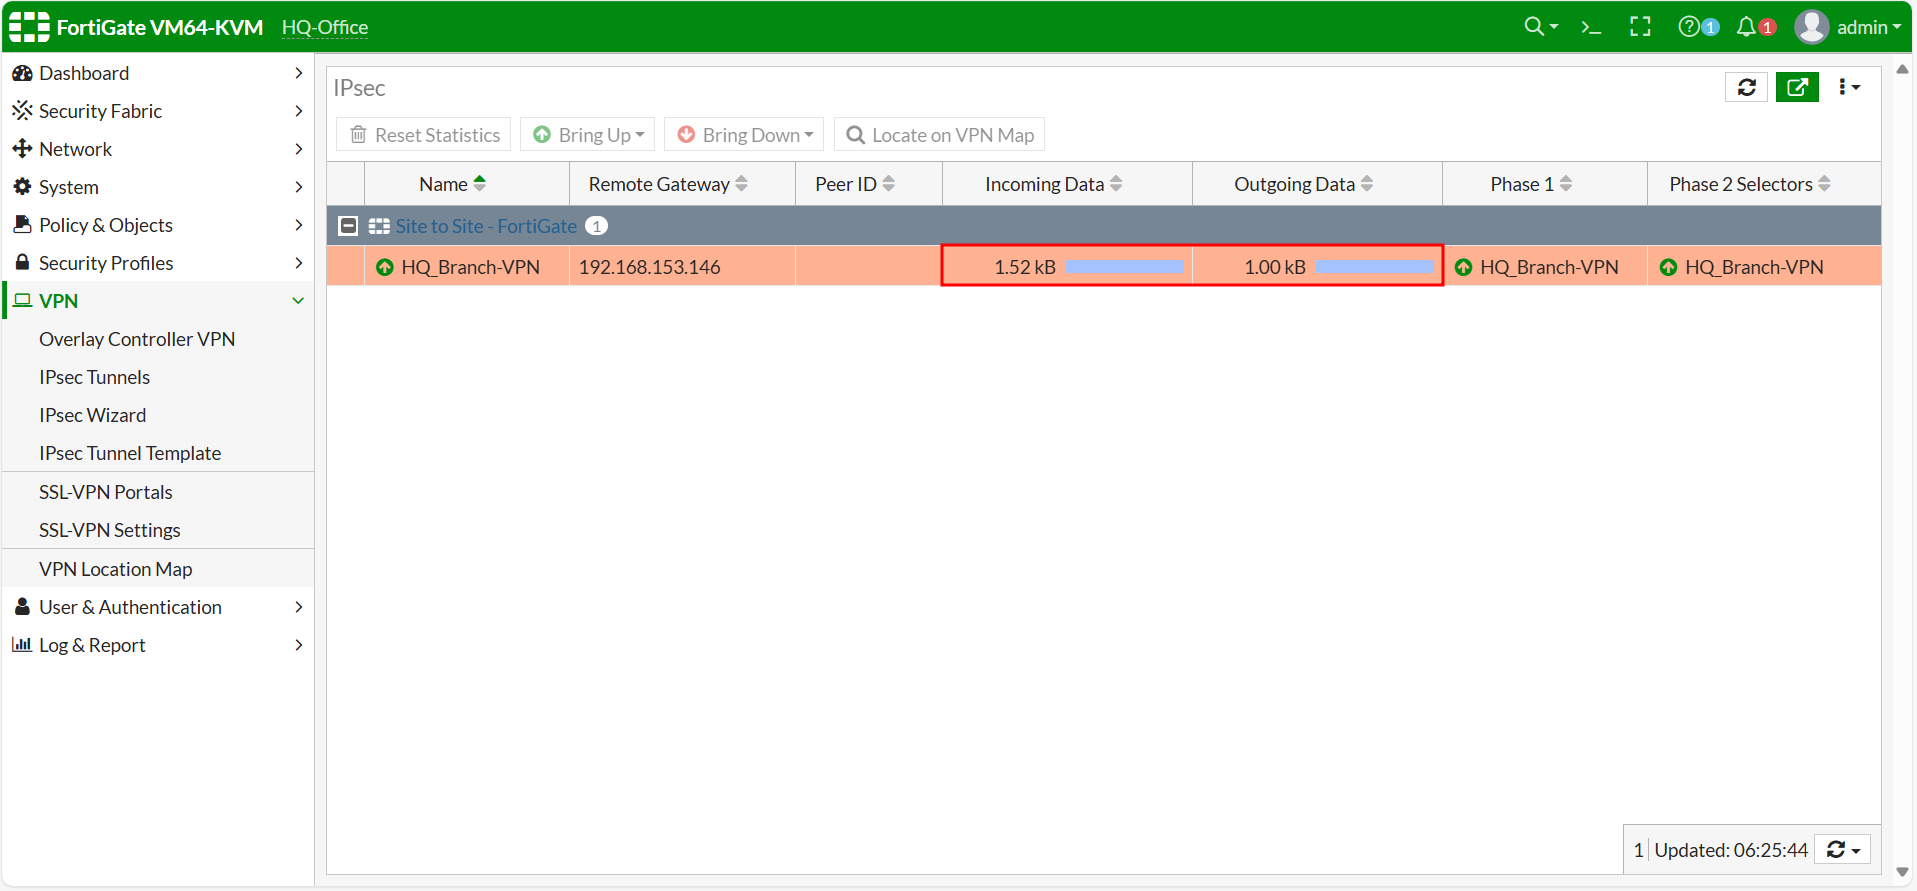 FortiGate VM64-KVM HQ-Office 1 1 admin
Dashboard
Security Fabric
Network
System
Policy & Objects
Security Profiles
VPN
Overlay Controller VPN
IPsec Tunnels
IPsec Wizard
IPsec Tunnel Template
SSL-VPN Portals
SSL-VPN Settings
VPN Location Map
User & Authentication
Log & Report
IPsec
Reset Statistics Bring Up Bring Down Locate on VPN Map
Name Remote Gateway Peer ID Incoming Data Outgoing Data Phase 1 Phase 2 Selectors
Site to Site - FortiGate 1
HQ_Branch-VPN 192.168.153.146 1.52 kB 1.00 kB HQ_Branch-VPN HQ_Branch-VPN
1 Updated: 06:25:44